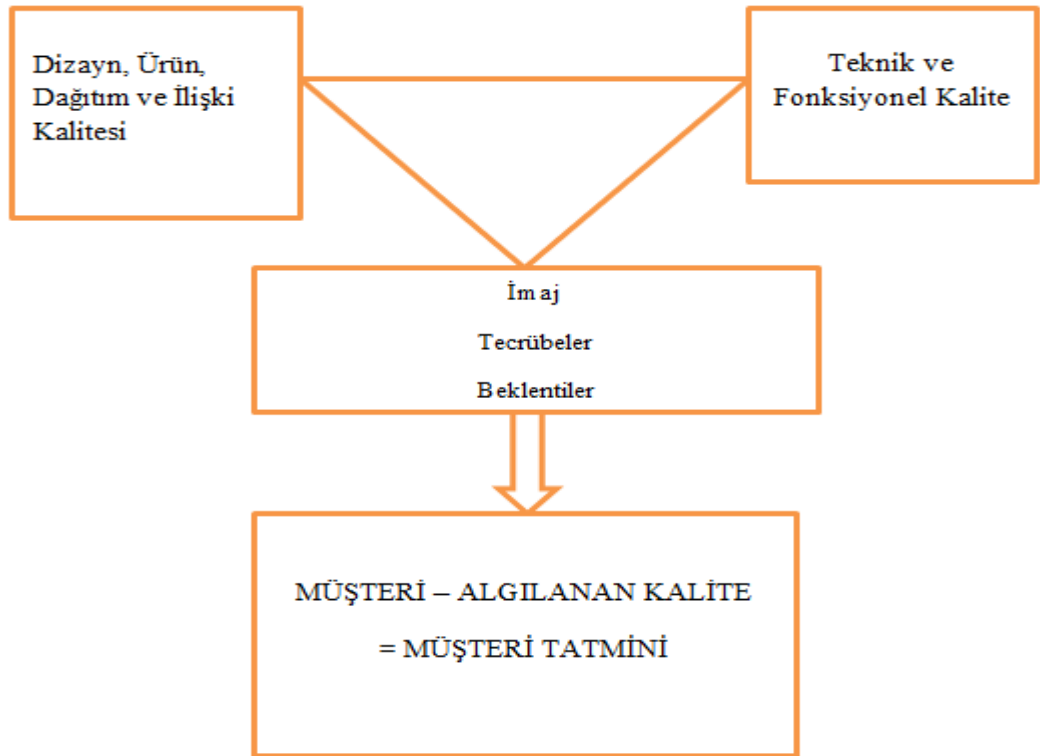 Dizayn, Ürün,
Dağıtım ve İlişki
Kalitesi
Teknik ve
Fonksiyonel Kalite
İmaj
Tecrübeler
Beklentiler
MÜŞTERİ – ALGILANAN KALİTE
= MÜŞTERİ TATMİNİ